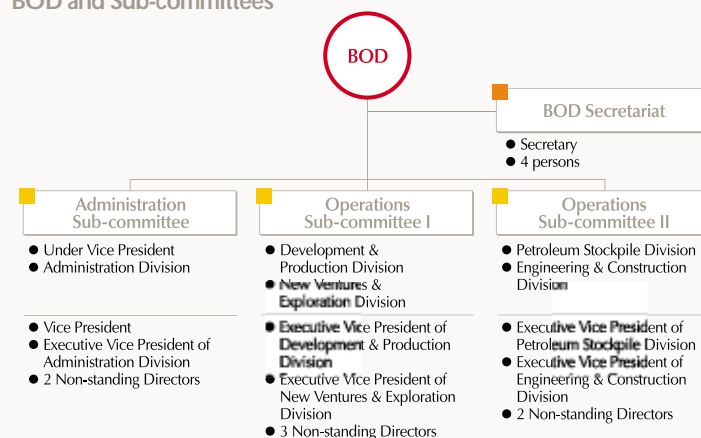 BOD and Sub-committees
BOD
BOD Secretariat
● Secretary
● 4 persons
Administration
Sub-committee
● Under Vice President
● Administration Division
● Vice President
● Executive Vice President of
Administration Division
● 2 Non-standing Directors
Operations
Sub-committee I
● Development &
Production Division
● New Ventures &
Exploration Division
● Executive Vice President of
Development & Production
Division
● Executive Vice President of
New Ventures & Exploration
Division
● 3 Non-standing Directors
Operations
Sub-committee II
● Petroleum Stockpile Division
● Engineering & Construction
Division
● Executive Vice President of
Petroleum Stockpile Division
● Executive Vice President of
Engineering & Construction
Division
● 2 Non-standing Directors